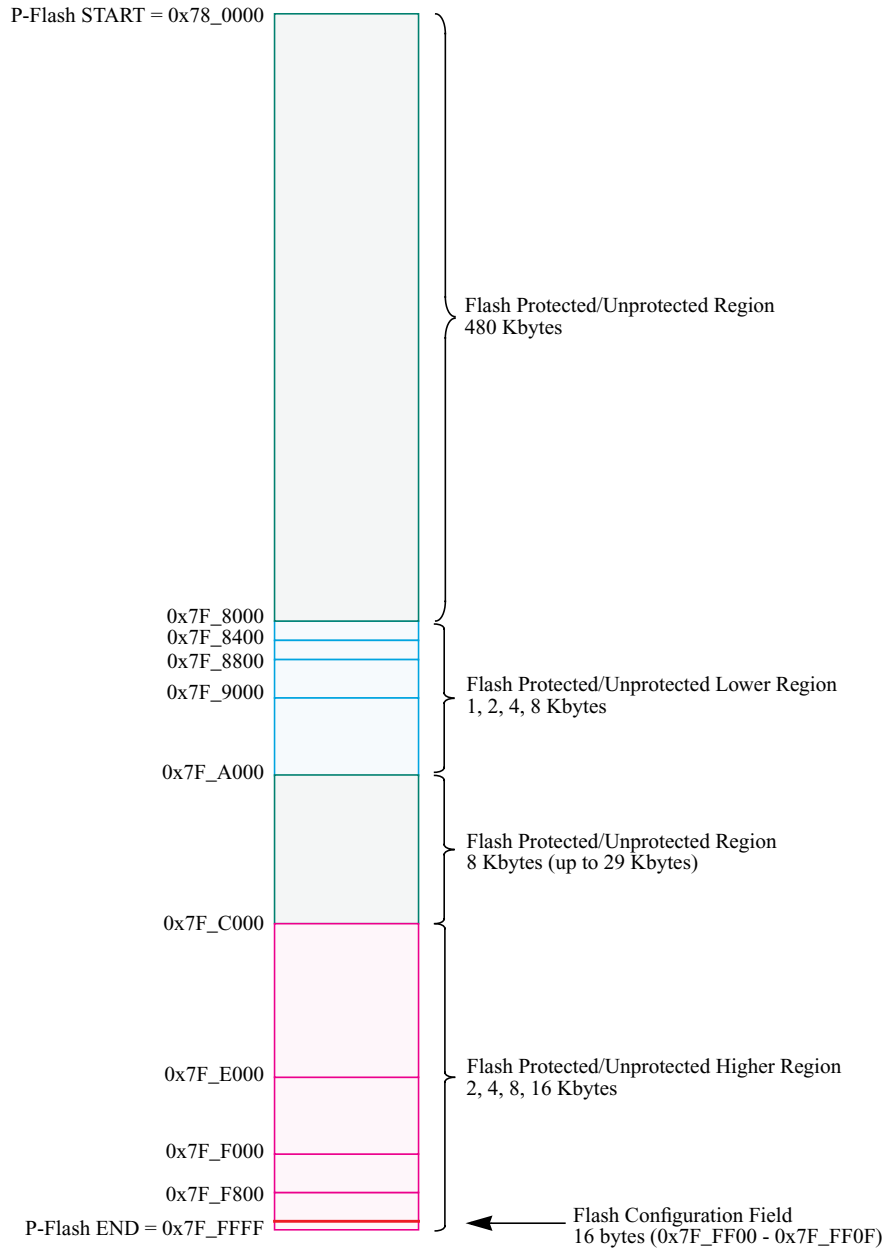 P-Flash START = 0x78_0000
Flash Protected/Unprotected Region
480 Kbytes
0x7F_8000
0x7F_8400
0x7F_8800
0x7F_9000
Flash Protected/Unprotected Lower Region
1, 2, 4, 8 Kbytes
0x7F_A000
Flash Protected/Unprotected Region
8 Kbytes (up to 29 Kbytes)
0x7F_C000
0x7F_E000
Flash Protected/Unprotected Higher Region
2, 4, 8, 16 Kbytes
0x7F_F000
0x7F_F800
P-Flash END = 0x7F_FFFF
Flash Configuration Field
16 bytes (0x7F_FF00 - 0x7F_FF0F)